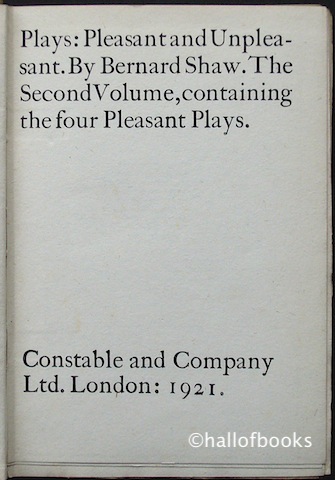 Plays: Pleasant and Unplea-
sant. By Bernard Shaw. The
Second Volume, containing
the four Pleasant Plays.
Constable and Company
Ltd. London: 1921.
©hallofbooks